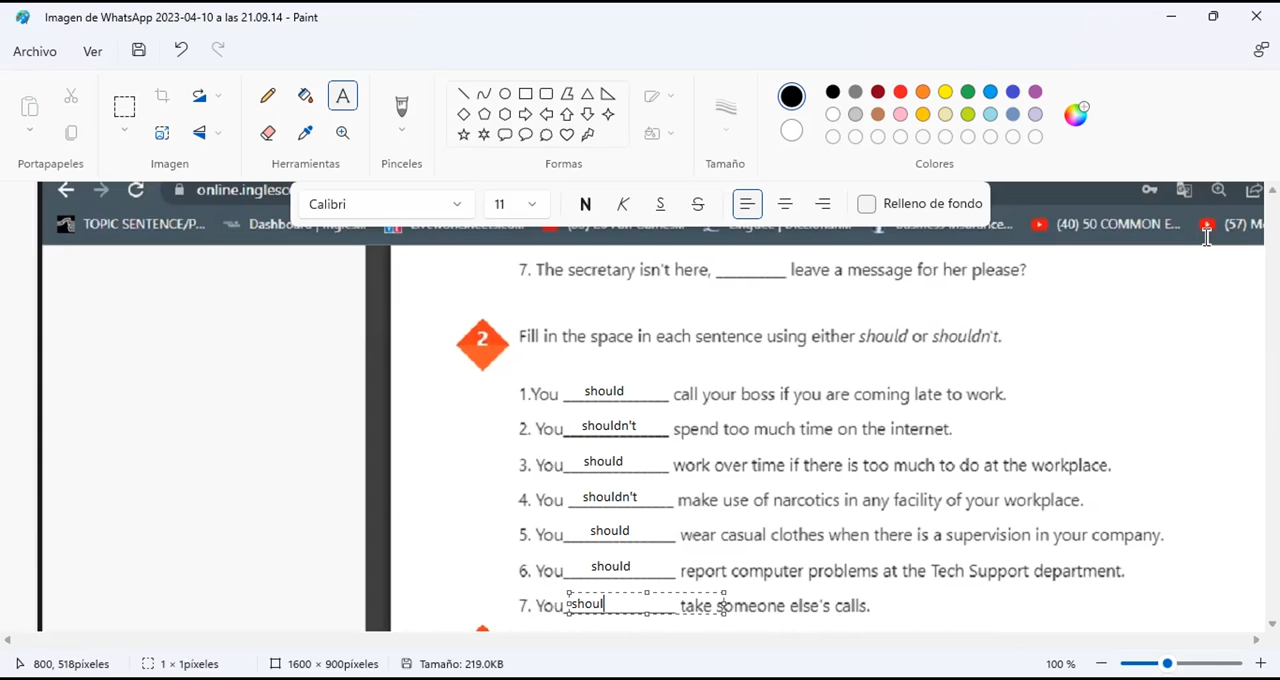 Imagen de WhatsApp 2023-04-10 a las 21.09.14 - Paint
Archivo Ver
A
Portapapeles Imagen Herramientas Pinceles Formas Tamaño Colores
online.inglesc
Calibri 11 N K S S Relleno de fondo
TOPIC SENTENCE/P... Dashb (40) 50 COMMON E... (57) M
7. The secretary isn't here, _________ leave a message for her please?
2 Fill in the space in each sentence using either should or shouldn't.
1.You should call your boss if you are coming late to work.
2. You shouldn't spend too much time on the internet.
3. You should work over time if there is too much to do at the workplace.
4. You shouldn't make use of narcotics in any facility of your workplace.
5. You should wear casual clothes when there is a supervision in your company.
6. You should report computer problems at the Tech Support department.
7. You shoul take someone else's calls.
800, 518píxeles 1 × 1píxeles 1600 × 900píxeles Tamaño: 219.0KB 100 %